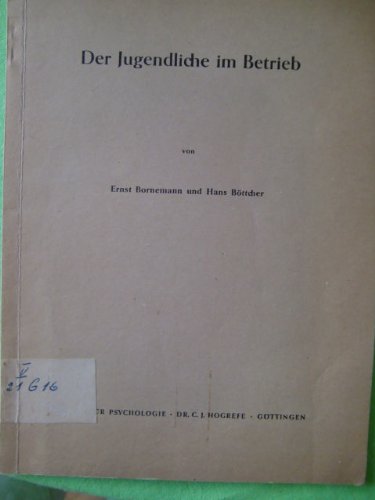 Der Jugendliche im Betrieb
von
Ernst Bornemann und Hans Böttcher
V
21 G 16
PSYCHOLOGIE · DR. C. J. HOGREFE · GÖTTINGEN